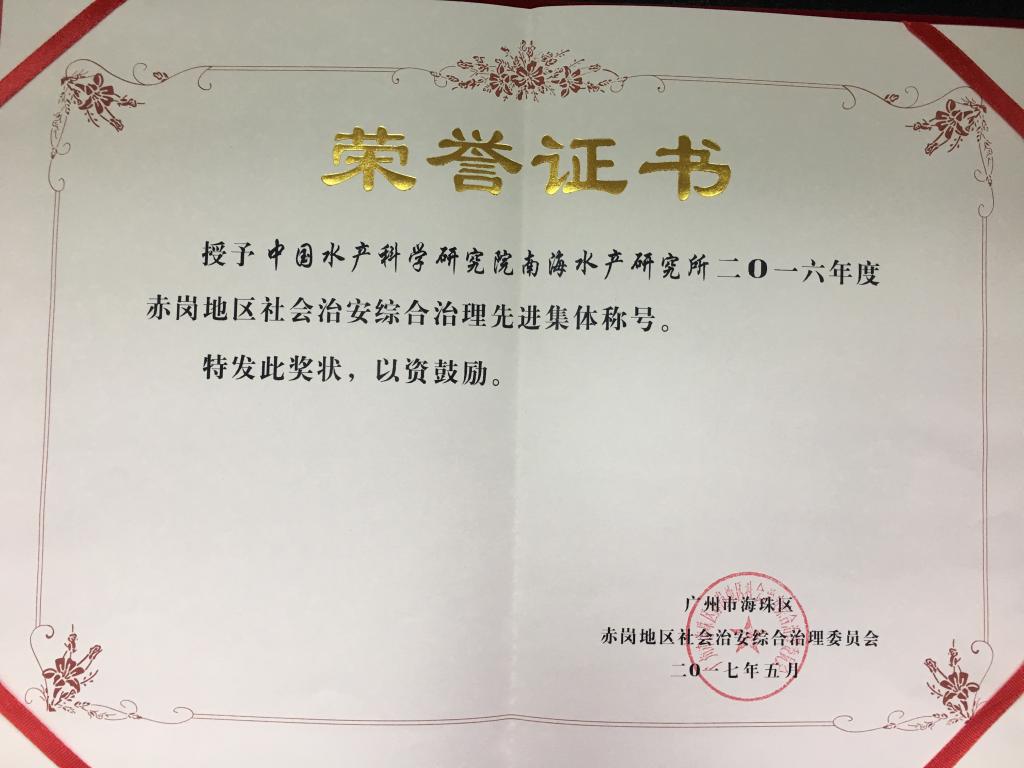 荣誉证书
授予中国水产科学研究院南海水产研究所二0一六年度
赤岗地区社会治安综合治理先进集体称号。
特发此奖状，以资鼓励。
广州市海珠区
赤岗地区社会治安综合治理委员会
二0一七年五月